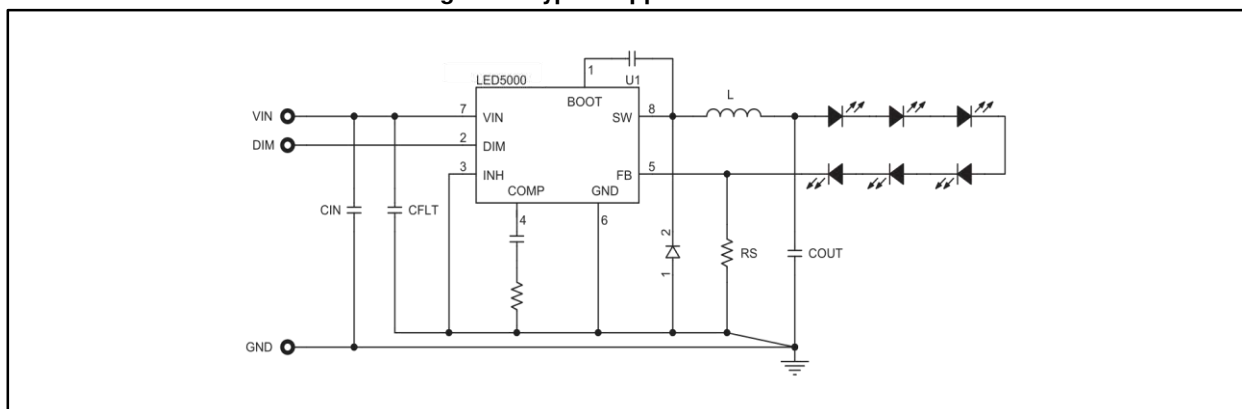 LED5000
1
U1
BOOT
L
VIN
7
VIN
SW
8
DIM
2
DIM
3
INH
FB
5
COMP
GND
CIN
CFLT
4
6
2
RS
COUT
1
GND